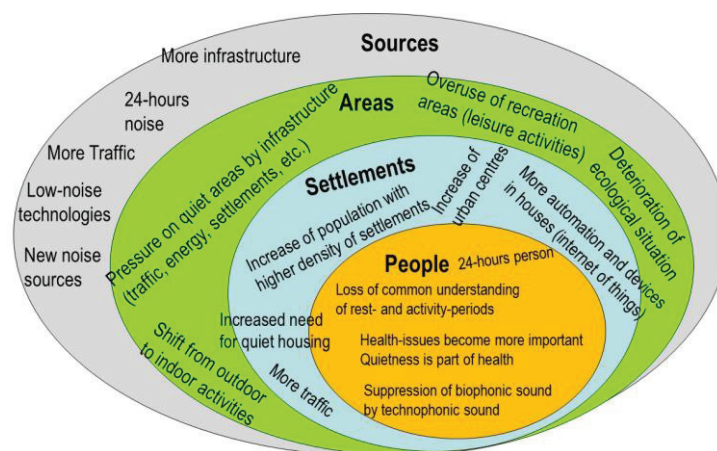 Sources
More infrastructure
24-hours
noise
More Traffic
Low-noise
technologies
New noise
sources
Areas
Pressure on quiet areas by infrastructure
(traffic, energy, settlements, etc.)
Overuse of recreation
areas (leisure activities)
Deterioration of
ecological situation
Shift from outdoor
to indoor activities
Settlements
Increase of population with
higher density of settlements
Increase of
urban centres
More automation and devices
in houses (internet of things)
Increased need
for quiet housing
More traffic
People
24-hours person
Loss of common understanding
of rest- and activity-periods
Health-issues become more important
Quietness is part of health
Suppression of biophonic sound
by technophonic sound